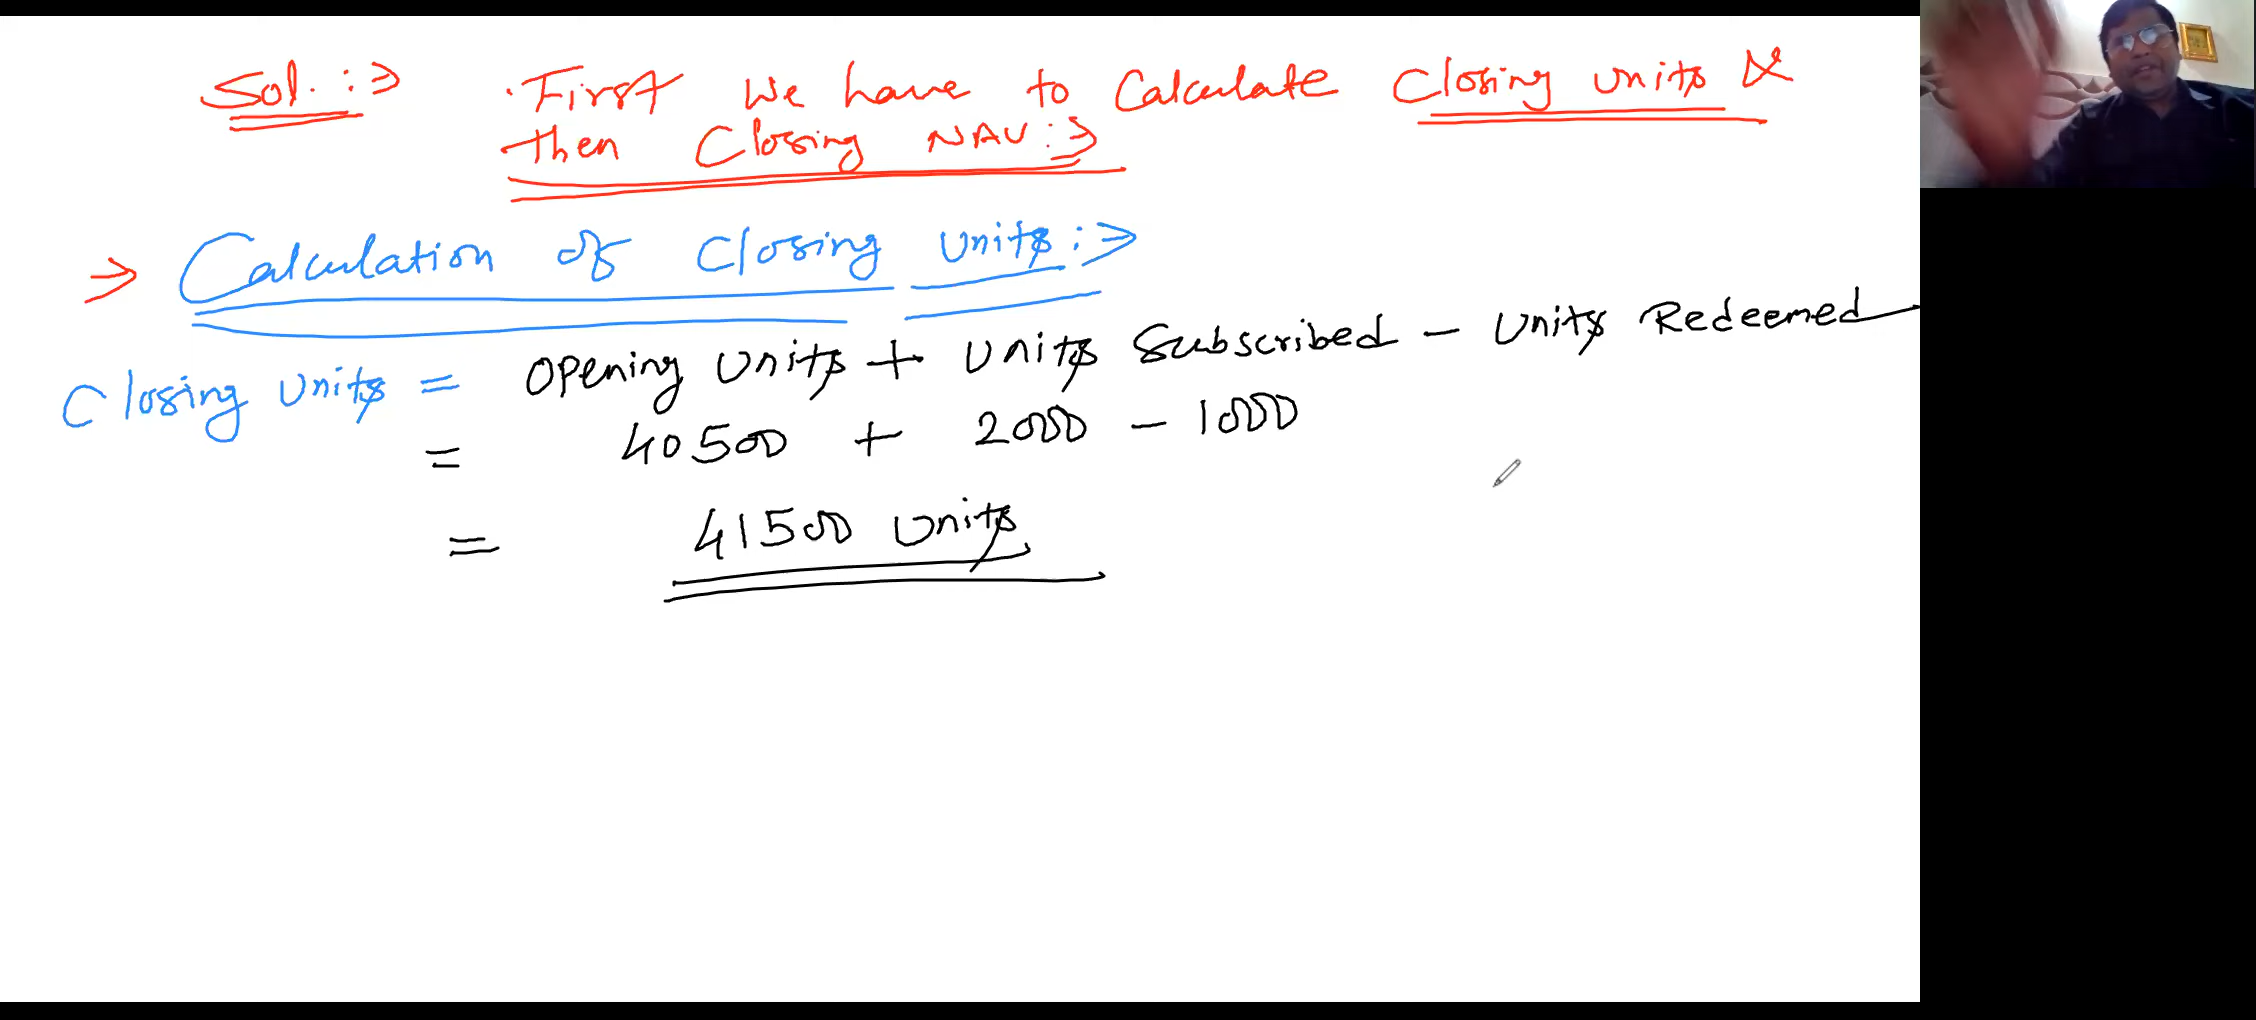 Sol. :⇒ . First we have to Calculate Closing units &
then Closing NAV :⇒
⇒ Calculation of Closing Units :⇒
Closing Units = Opening Units + Units Subscribed – Units Redeemed
= 40500 + 2000 – 1000
= 41500 Units